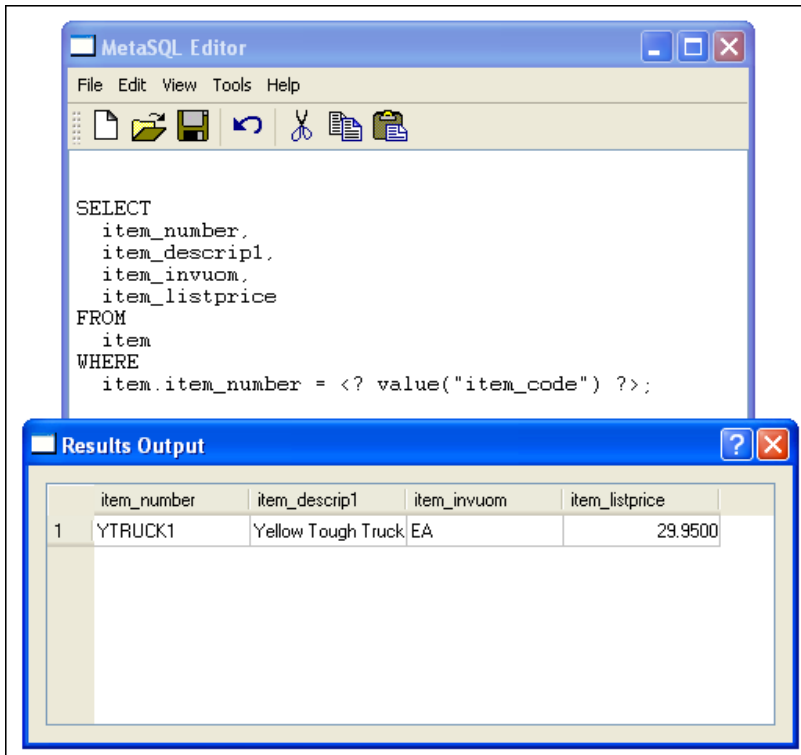 MetaSQL Editor
File Edit View Tools Help
SELECT
item_number,
item_descrip1,
item_invuom,
item_listprice
FROM
item
WHERE
item.item_number = <? value("item_code") ?>;
Results Output
item_number item_descrip1 item_invuom item_listprice
1 YTRUCK1 Yellow Tough Truck EA 29.9500